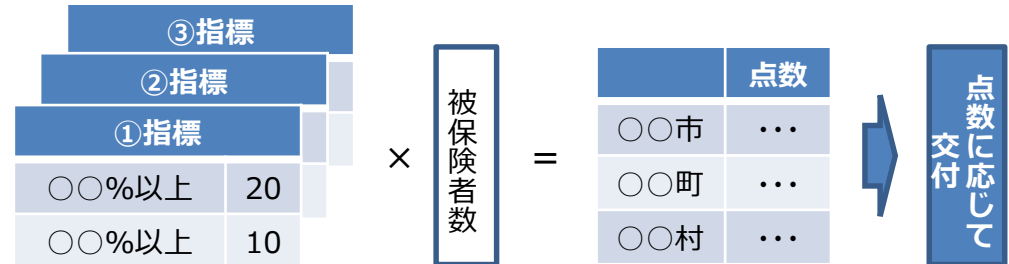 ③指標
②指標
①指標
○○%以上 20
○○%以上 10
×
被保険者数
=
点数
○○市 ･･･
○○町 ･･･
○○村 ･･･
点数に応じて
交付